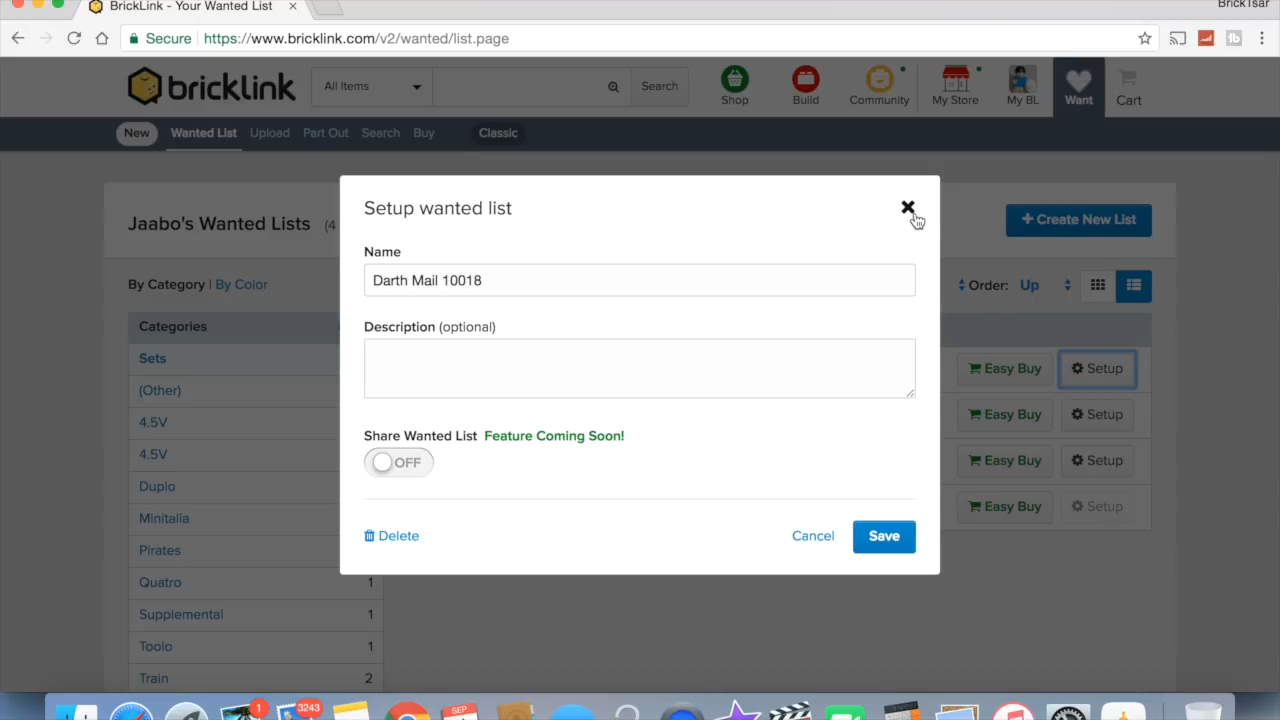 BrickLink - Your Wanted List
BrickTsar
Secure
https://www.bricklink.com/v2/wanted/list.page
bricklink
All Items
Search
Shop
Build
Community
My Store
My BL
Want
Cart
New
Wanted List
Upload
Part Out
Search
Buy
Classic
Jaabo's Wanted Lists (4
+ Create New List
By Category | By Color
Order: Up
Categories
Sets
(Other)
4.5V
4.5V
Duplo
Minitalia
Pirates
Quatro 1
Supplemental 1
Toolo 1
Train 2
Easy Buy Setup
Easy Buy Setup
Easy Buy Setup
Easy Buy Setup
Setup wanted list
Name
Darth Mail 10018
Description (optional)
Share Wanted List Feature Coming Soon!
OFF
Delete
Cancel
Save
1
3243
SEP